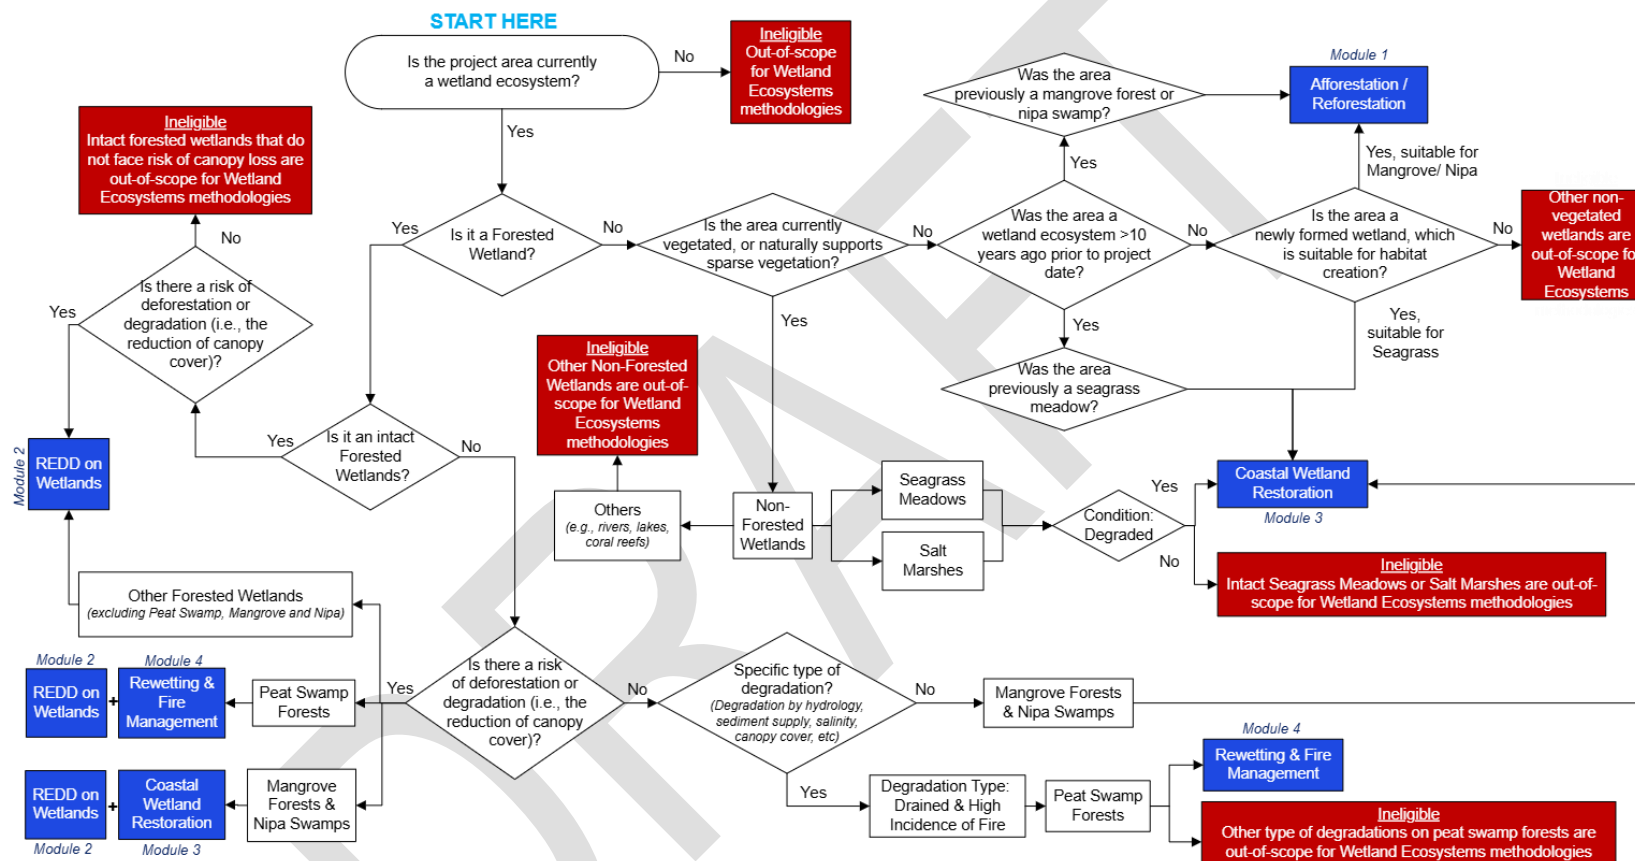 START HERE
Is the project area currently
a wetland ecosystem?
No
Ineligible
Out-of-scope
for Wetland
Ecosystems
methodologies
Yes
Module 1
Afforestation /
Reforestation
Was the area
previously a mangrove forest or
nipa swamp?
Yes
Yes, suitable for
Mangrove/ Nipa
Ineligible
Intact forested wetlands that do
not face risk of canopy loss are
out-of-scope for Wetland
Ecosystems methodologies
No
Yes
Is it a Forested
Wetland?
No
Is the area currently
vegetated, or naturally supports
sparse vegetation?
No
Was the area a
wetland ecosystem >10
years ago prior to project
date?
No
Is the area a
newly formed wetland, which
is suitable for habitat
creation?
No
Other non-
vegetated
wetlands are
out-of-scope fo
Wetland
Ecosystems
Is there a risk of
deforestation or
degradation (i.e., the
reduction of canopy
cover)?
Yes
Yes
Yes
Yes,
suitable for
Seagrass
Ineligible
Other Non-Forested
Wetlands are out-of-
scope for Wetland
Ecosystems
methodologies
Was the area
previously a seagrass
meadow?
Is it an intact
Forested
Wetlands?
Yes
No
Module 2
REDD on
Wetlands
Others
(e.g., rivers, lakes,
coral reefs)
Non-
Forested
Wetlands
Seagrass
Meadows
Salt
Marshes
Condition:
Degraded
Yes
No
Coastal Wetland
Restoration
Module 3
Ineligible
Intact Seagrass Meadows or Salt Marshes are out-of-
scope for Wetland Ecosystems methodologies
Other Forested Wetlands
(excluding Peat Swamp, Mangrove and Nipa)
Module 2
REDD on
Wetlands
+
Module 4
Rewetting &
Fire
Management
Peat Swamp
Forests
Yes
Is there a risk
of deforestation or
degradation (i.e., the
reduction of canopy
cover)?
No
Specific type of
degradation?
(Degradation by hydrology,
sediment supply, salinity,
canopy cover, etc)
No
Mangrove Forests
& Nipa Swamps
Module 4
Rewetting & Fire
Management
REDD on
Wetlands
Module 2
+
Coastal
Wetland
Restoration
Module 3
Mangrove
Forests &
Nipa Swamps
Yes
Degradation Type:
Drained & High
Incidence of Fire
Peat Swamp
Forests
Ineligible
Other type of degradations on peat swamp forests are
out-of-scope for Wetland Ecosystems methodologies
DRAFT